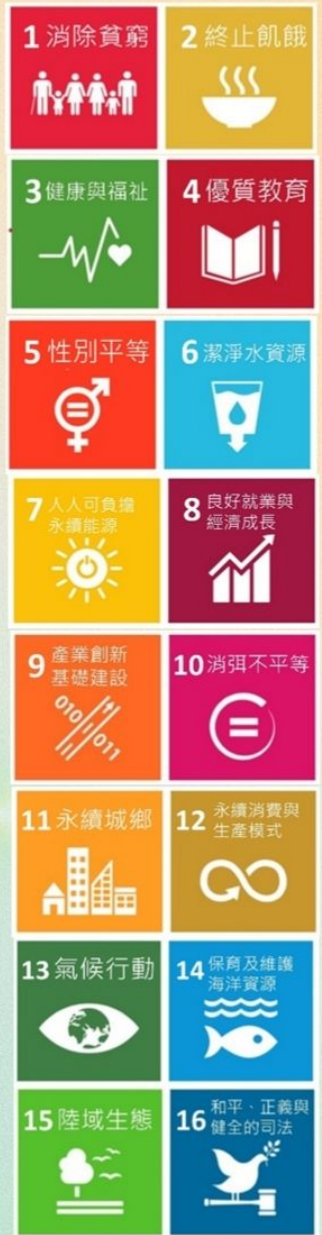 1 消除貧窮
2 終止飢餓
3 健康與福祉
4 優質教育
5 性別平等
6 潔淨水資源
7 人人可負擔
永續能源
8 良好就業與
經濟成長
9 產業創新
基礎建設
010
011
10 消弭不平等
11 永續城鄉
12 永續消費與
生產模式
13 氣候行動
14 保育及維護
海洋資源
15 陸域生態
16 和平、正義與
健全的司法